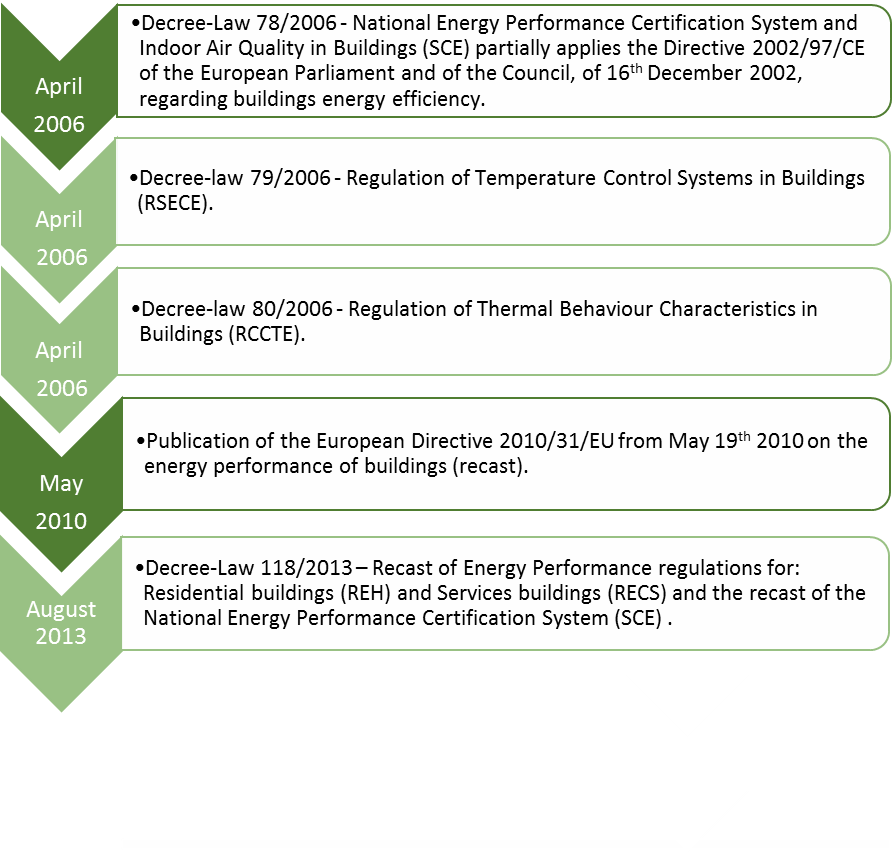 April
2006
•Decree-Law 78/2006 - National Energy Performance Certification System and
Indoor Air Quality in Buildings (SCE) partially applies the Directive 2002/97/CE
of the European Parliament and of the Council, of 16th December 2002,
regarding buildings energy efficiency.
April
2006
•Decree-law 79/2006 - Regulation of Temperature Control Systems in Buildings
(RSECE).
April
2006
•Decree-law 80/2006 - Regulation of Thermal Behaviour Characteristics in
Buildings (RCCTE).
May
2010
•Publication of the European Directive 2010/31/EU from May 19th 2010 on the
energy performance of buildings (recast).
August
2013
•Decree-Law 118/2013 – Recast of Energy Performance regulations for:
Residential buildings (REH) and Services buildings (RECS) and the recast of the
National Energy Performance Certification System (SCE) .